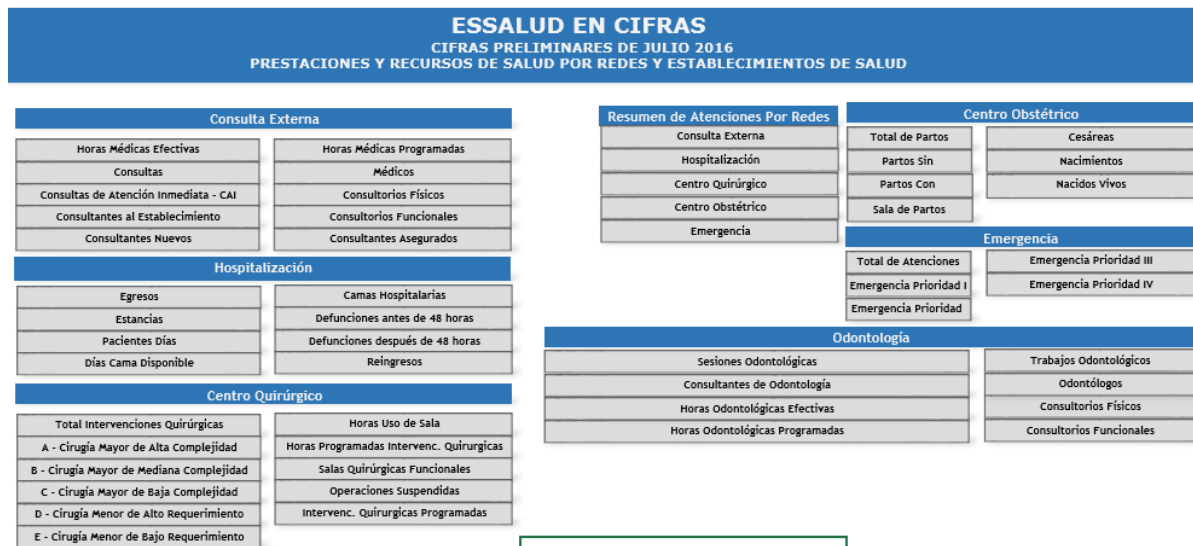 ESSALUD EN CIFRAS
CIFRAS PRELIMINARES DE JULIO 2016
PRESTACIONES Y RECURSOS DE SALUD POR REDES Y ESTABLECIMIENTOS DE SALUD
Consulta Externa
Horas Médicas Efectivas
Consultas
Consultas de Atención Inmediata - CAI
Consultantes al Establecimiento
Consultantes Nuevos
Horas Médicas Programadas
Médicos
Consultorios Físicos
Consultorios Funcionales
Consultantes Asegurados
Hospitalización
Egresos
Estancias
Pacientes Días
Días Cama Disponible
Camas Hospitalarias
Defunciones antes de 48 horas
Defunciones después de 48 horas
Reingresos
Centro Quirúrgico
Total Intervenciones Quirúrgicas
A - Cirugía Mayor de Alta Complejidad
B - Cirugía Mayor de Mediana Complejidad
C - Cirugía Mayor de Baja Complejidad
D - Cirugía Menor de Alto Requerimiento
E - Cirugía Menor de Bajo Requerimiento
Horas Uso de Sala
Horas Programadas Intervenc. Quirurgicas
Salas Quirúrgicas Funcionales
Operaciones Suspendidas
Intervenc. Quirurgicas Programadas
Resumen de Atenciones Por Redes
Consulta Externa
Hospitalización
Centro Quirúrgico
Centro Obstétrico
Emergencia
Centro Obstétrico
Total de Partos
Partos Sin
Partos Con
Sala de Partos
Cesáreas
Nacimientos
Nacidos Vivos
Emergencia
Total de Atenciones
Emergencia Prioridad I
Emergencia Prioridad
Emergencia Prioridad III
Emergencia Prioridad IV
Odontología
Sesiones Odontológicas
Consultantes de Odontología
Horas Odontológicas Efectivas
Horas Odontológicas Programadas
Trabajos Odontológicos
Odontólogos
Consultorios Físicos
Consultorios Funcionales